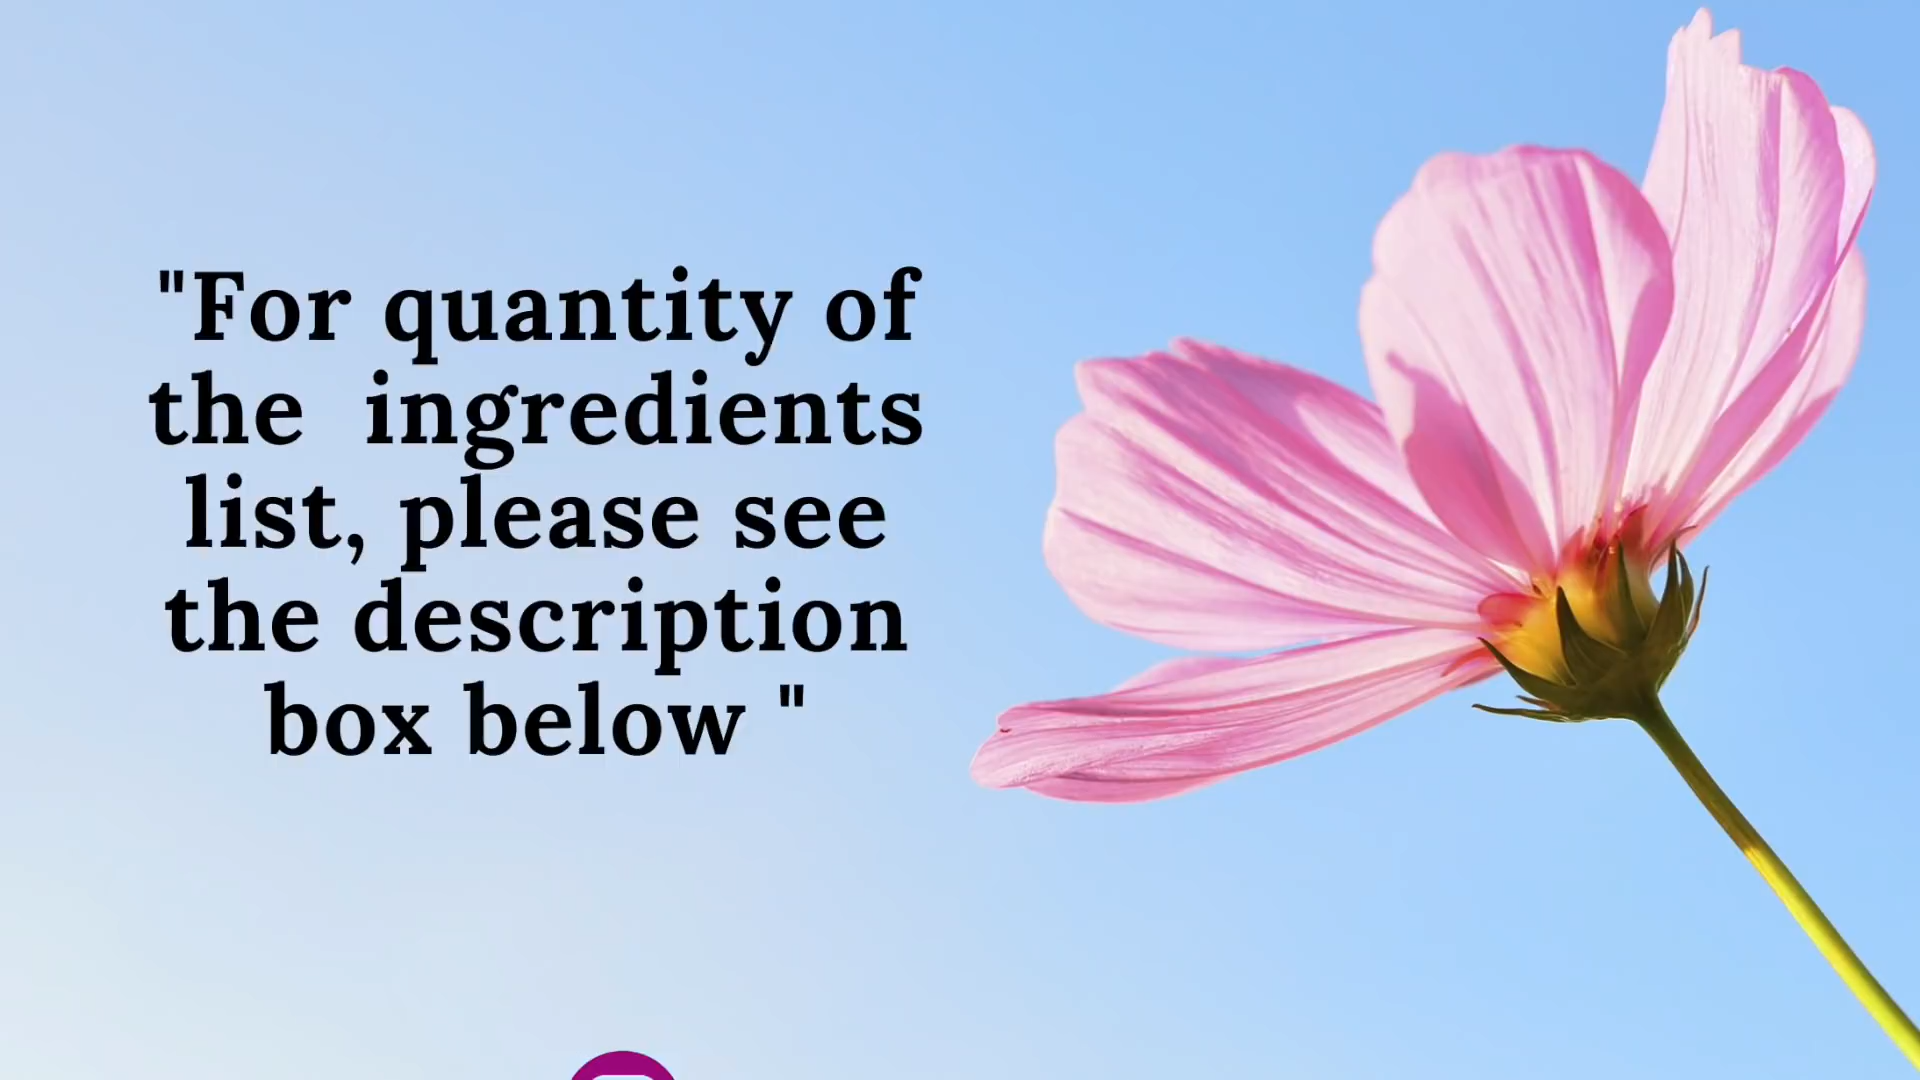 "For quantity of
the  ingredients
list, please see
the description
box below "